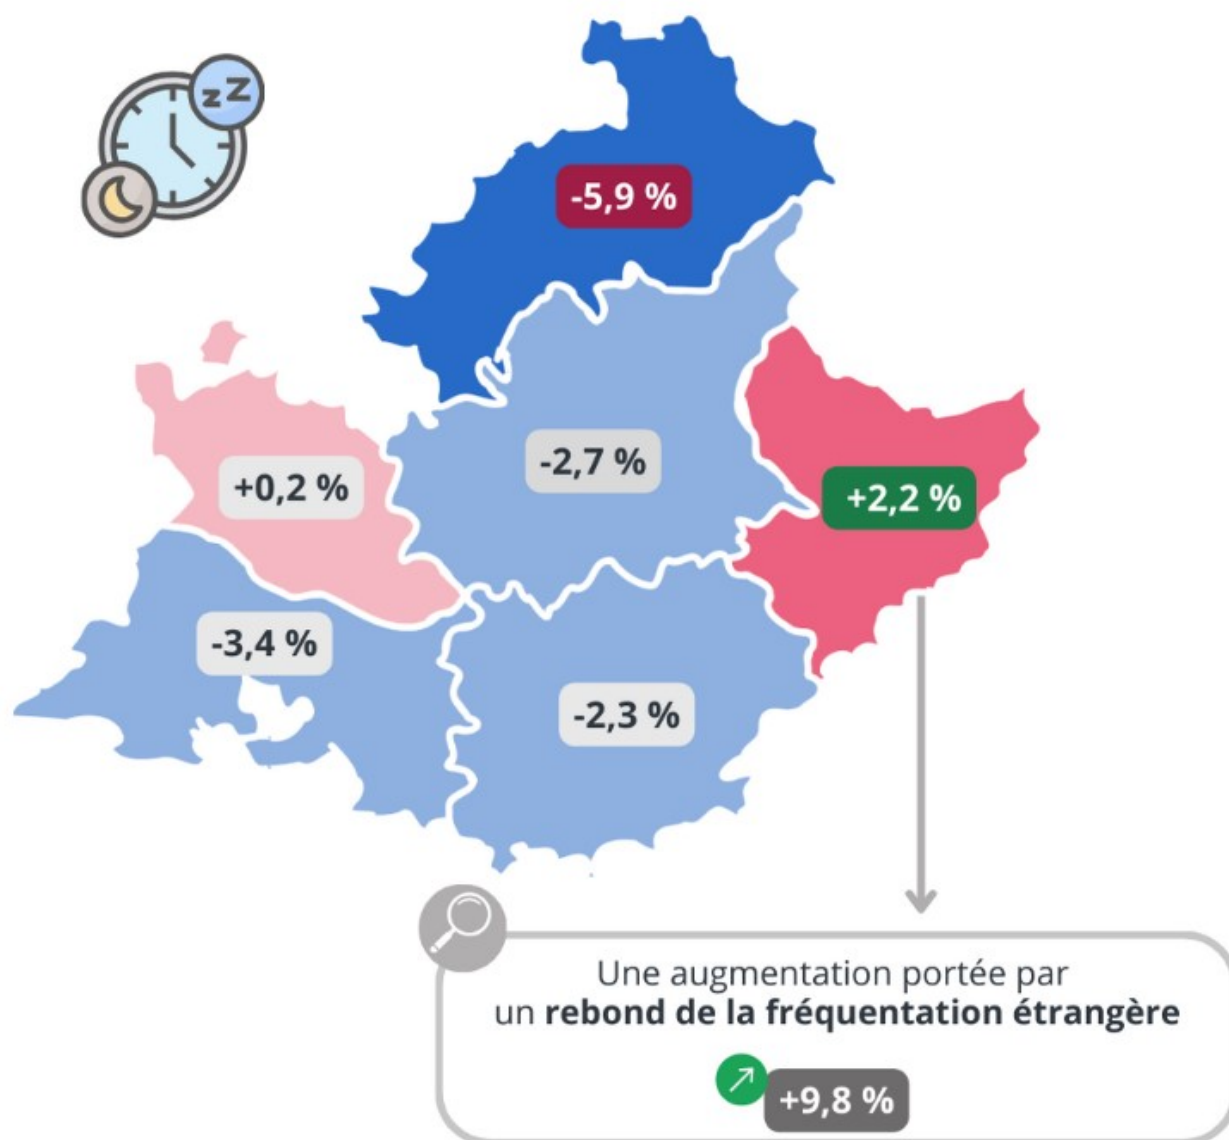 zZ
-5,9 %
-2,7 %
+0,2 %
+2,2 %
-3,4 %
-2,3 %
Une augmentation portée par
un rebond de la fréquentation étrangère
+9,8 %